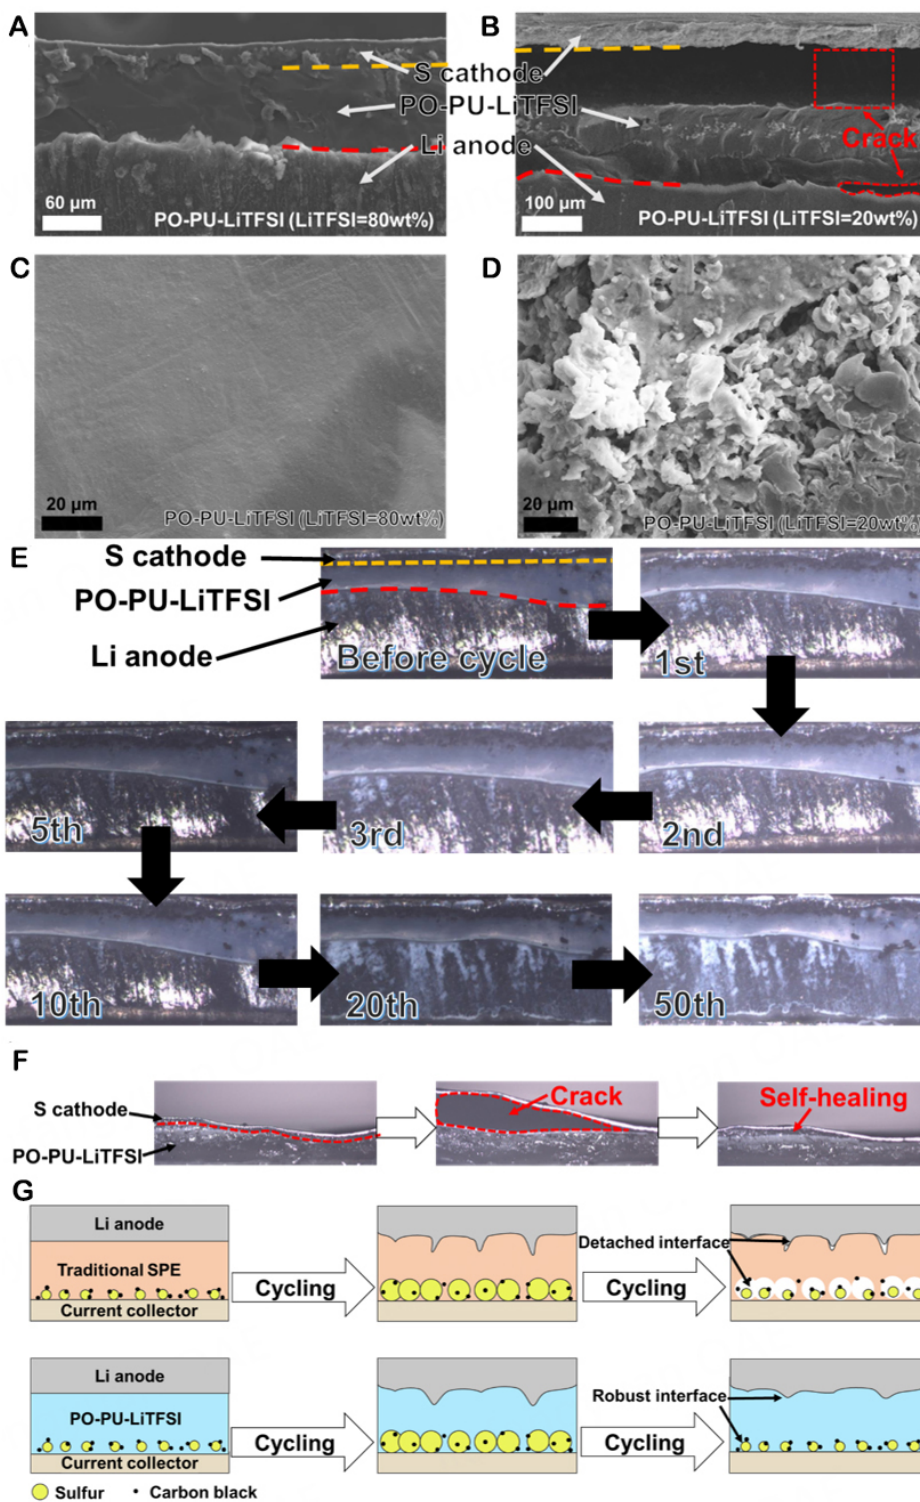 A
B
S cathode
PO-PU-LiTFSI
Li anode
Crack
60 μm
PO-PU-LiTFSI (LiTFSI=80wt%)
100 μm
PO-PU-LiTFSI (LiTFSI=20wt%)
C
D
20 μm
PO-PU-LiTFSI (LiTFSI=80wt%)
20 μm
PO-PU-LiTFSI (LiTFSI=20wt%)
E
S cathode
PO-PU-LiTFSI
Li anode
Before cycle
1st
5th
3rd
2nd
10th
20th
50th
F
S cathode
PO-PU-LiTFSI
Crack
Self-healing
G
Li anode
Traditional SPE
Current collector
Cycling
Cycling
Detached interface
Li anode
PO-PU-LiTFSI
Current collector
Cycling
Cycling
Robust interface
Sulfur
Carbon black